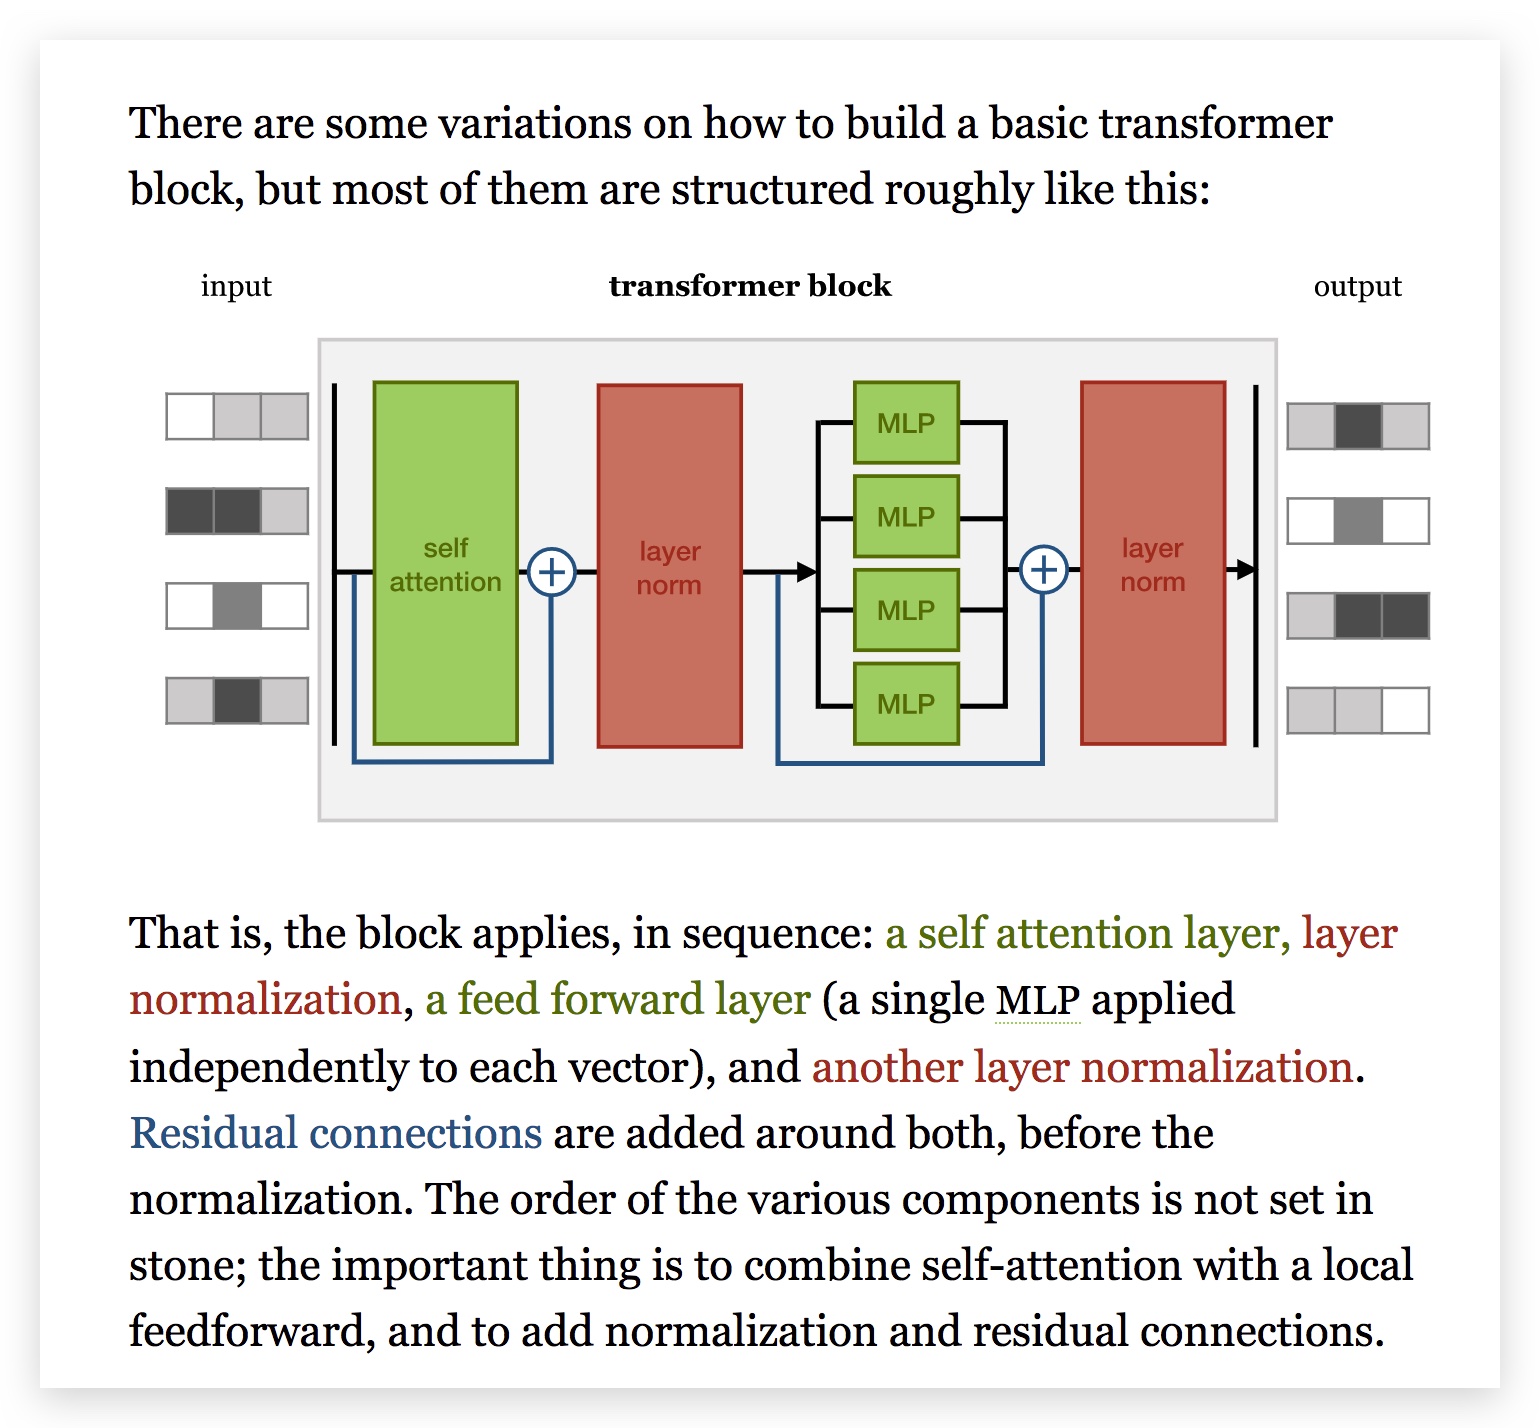 There are some variations on how to build a basic transformer
block, but most of them are structured roughly like this:
input
transformer block
output
self
attention
layer
norm
MLP
MLP
MLP
MLP
layer
norm
That is, the block applies, in sequence: a self attention layer, layer
normalization, a feed forward layer (a single MLP applied
independently to each vector), and another layer normalization.
Residual connections are added around both, before the
normalization. The order of the various components is not set in
stone; the important thing is to combine self-attention with a local
feedforward, and to add normalization and residual connections.